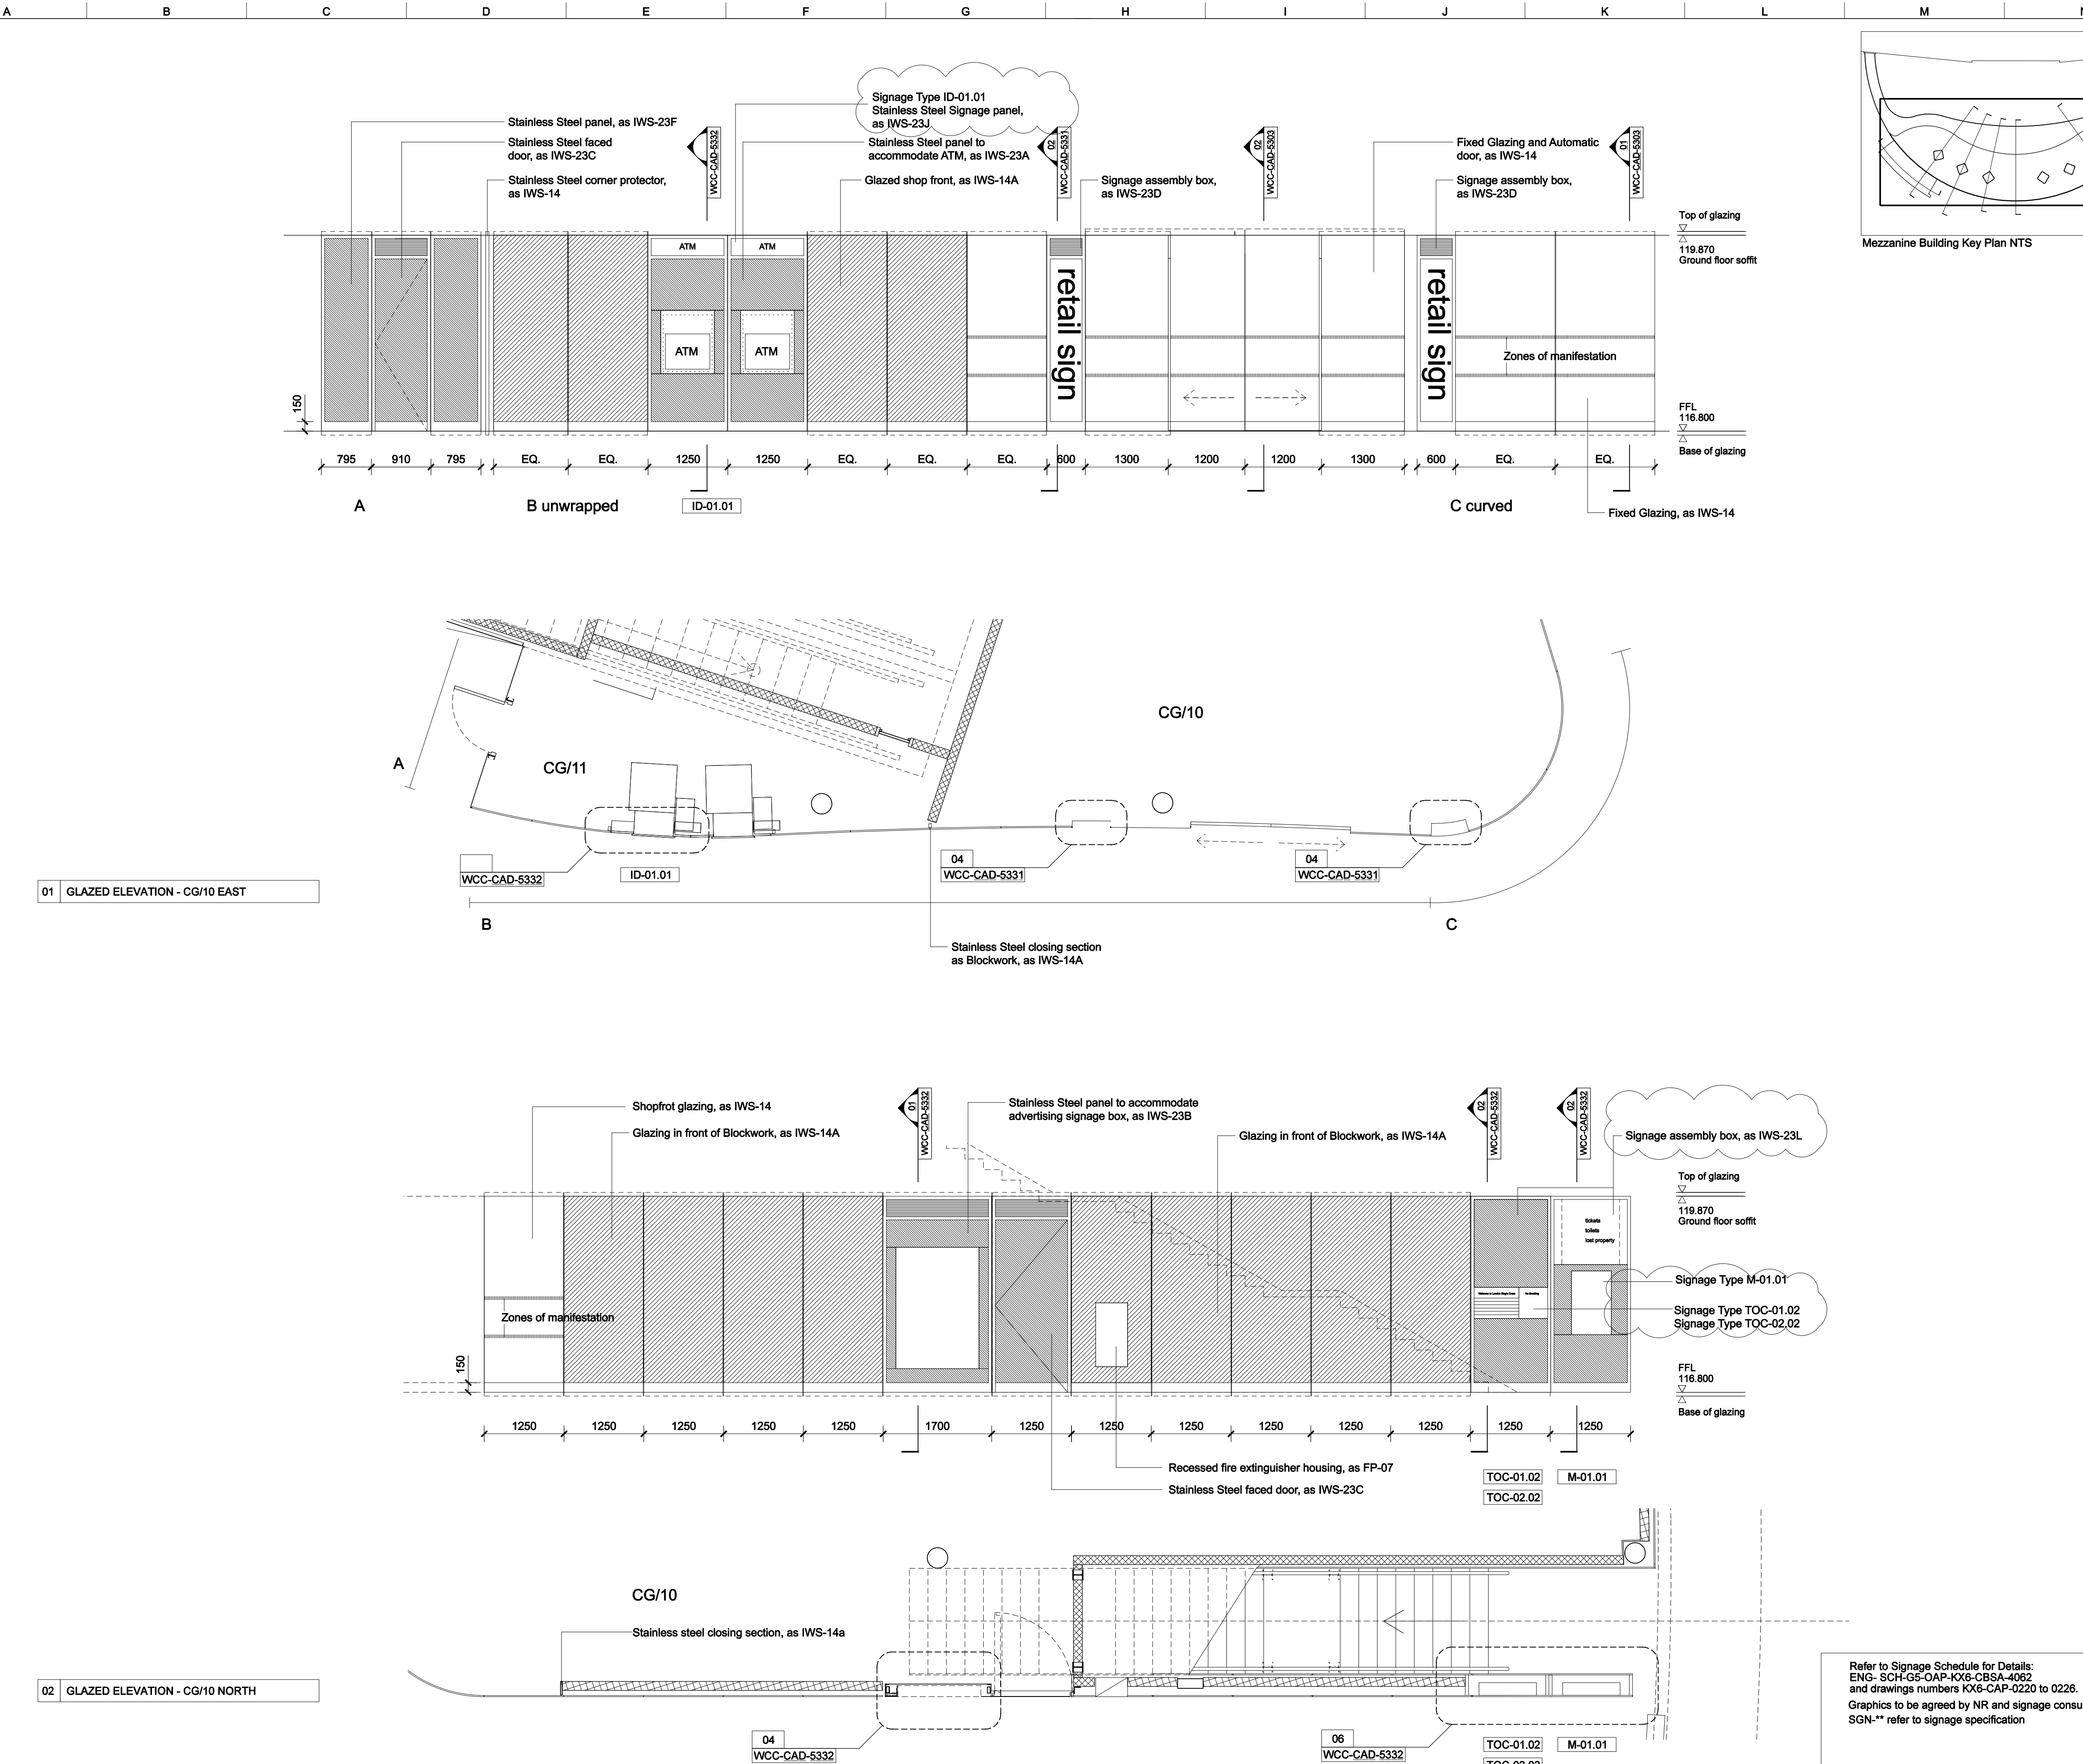 A B C D E F G H I J K L M
Signage Type ID-01.01
Stainless Steel Signage panel,
as IWS-23J
Stainless Steel panel, as IWS-23F
Stainless Steel faced
door, as IWS-23C
Stainless Steel corner protector,
as IWS-14
WCC-CAD-5332
Stainless Steel panel to
accommodate ATM, as IWS-23A
Glazed shop front, as IWS-14A
02
WCC-CAD-5331
Signage assembly box,
as IWS-23D
02
WCC-CAD-5303
Fixed Glazing and Automatic
door, as IWS-14
Signage assembly box,
as IWS-23D
01
WCC-CAD-5303
Mezzanine Building Key Plan NTS
Top of glazing
119.870
Ground floor soffit
ATM
ATM
ATM
ATM
retail sign
retail sign
Zones of manifestation
150
FFL
116.800
Base of glazing
795 910 795 EQ. EQ. 1250 1250 EQ. EQ. EQ. 600 1300 1200 1200 1300 600 EQ. EQ.
A
B unwrapped
ID-01.01
C curved
Fixed Glazing, as IWS-14
CG/10
A
CG/11
WCC-CAD-5332
ID-01.01
04
WCC-CAD-5331
04
WCC-CAD-5331
01 GLAZED ELEVATION - CG/10 EAST
B
C
Stainless Steel closing section
as Blockwork, as IWS-14A
Shopfrot glazing, as IWS-14
Glazing in front of Blockwork, as IWS-14A
01
WCC-CAD-5332
Stainless Steel panel to accommodate
advertising signage box, as IWS-23B
Glazing in front of Blockwork, as IWS-14A
02
WCC-CAD-5332
02
WCC-CAD-5332
Signage assembly box, as IWS-23L
Top of glazing
119.870
Ground floor soffit
tickets
toilets
lost property
Welcome to London King's Cross
No Smoking
Signage Type M-01.01
Signage Type TOC-01.02
Signage Type TOC-02.02
Zones of manifestation
150
FFL
116.800
Base of glazing
1250 1250 1250 1250 1250 1700 1250 1250 1250 1250 1250 1250 1250 1250
Recessed fire extinguisher housing, as FP-07
Stainless Steel faced door, as IWS-23C
TOC-01.02
M-01.01
TOC-02.02
CG/10
Stainless steel closing section, as IWS-14a
02 GLAZED ELEVATION - CG/10 NORTH
04
WCC-CAD-5332
06
WCC-CAD-5332
TOC-01.02
M-01.01
TOC-02.02
Refer to Signage Schedule for Details:
ENG- SCH-G5-OAP-KX6-CBSA-4062
and drawings numbers KX6-CAP-0220 to 0226.
Graphics to be agreed by NR and signage consu
SGN-** refer to signage specification